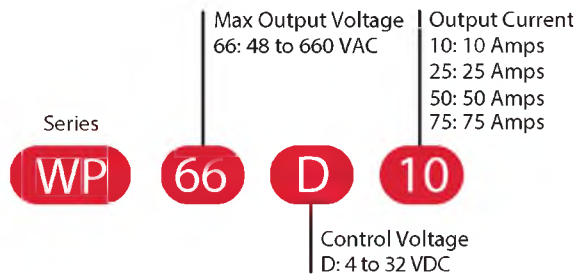 Max Output Voltage
66: 48 to 660 VAC
Output Current
10: 10 Amps
25: 25 Amps
50: 50 Amps
75: 75 Amps
Series
WP 66 D 10
Control Voltage
D: 4 to 32 VDC